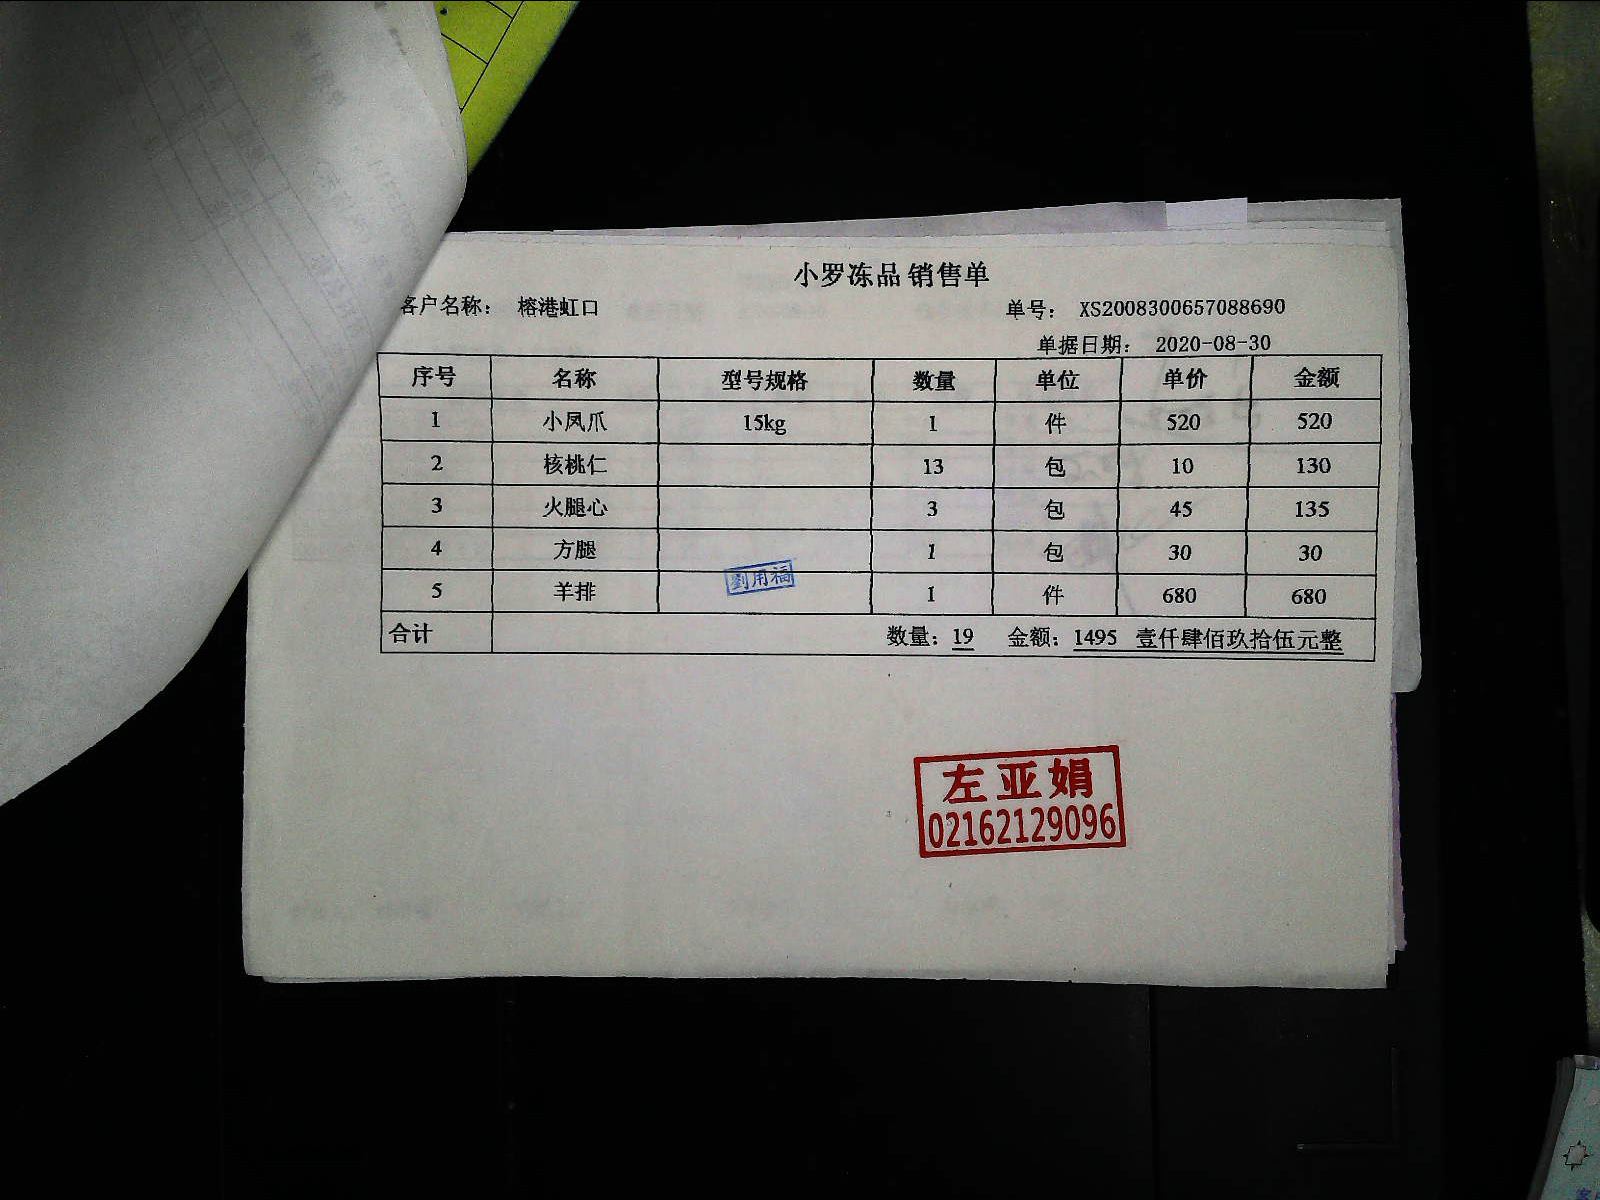 小罗冻品 销售单
客户名称： 榕港虹口 单号： XS2008300657088690
单据日期： 2020-08-30
序号 名称 型号规格 数量 单位 单价 金额
1 小凤爪 15kg 1 件 520 520
2 核桃仁 13 包 10 130
3 火腿心 3 包 45 135
4 方腿 1 包 30 30
5 羊排 1 件 680 680
劉用福
合计 数量：19 金额：1495 壹仟肆佰玖拾伍元整
左亚娟
02162129096